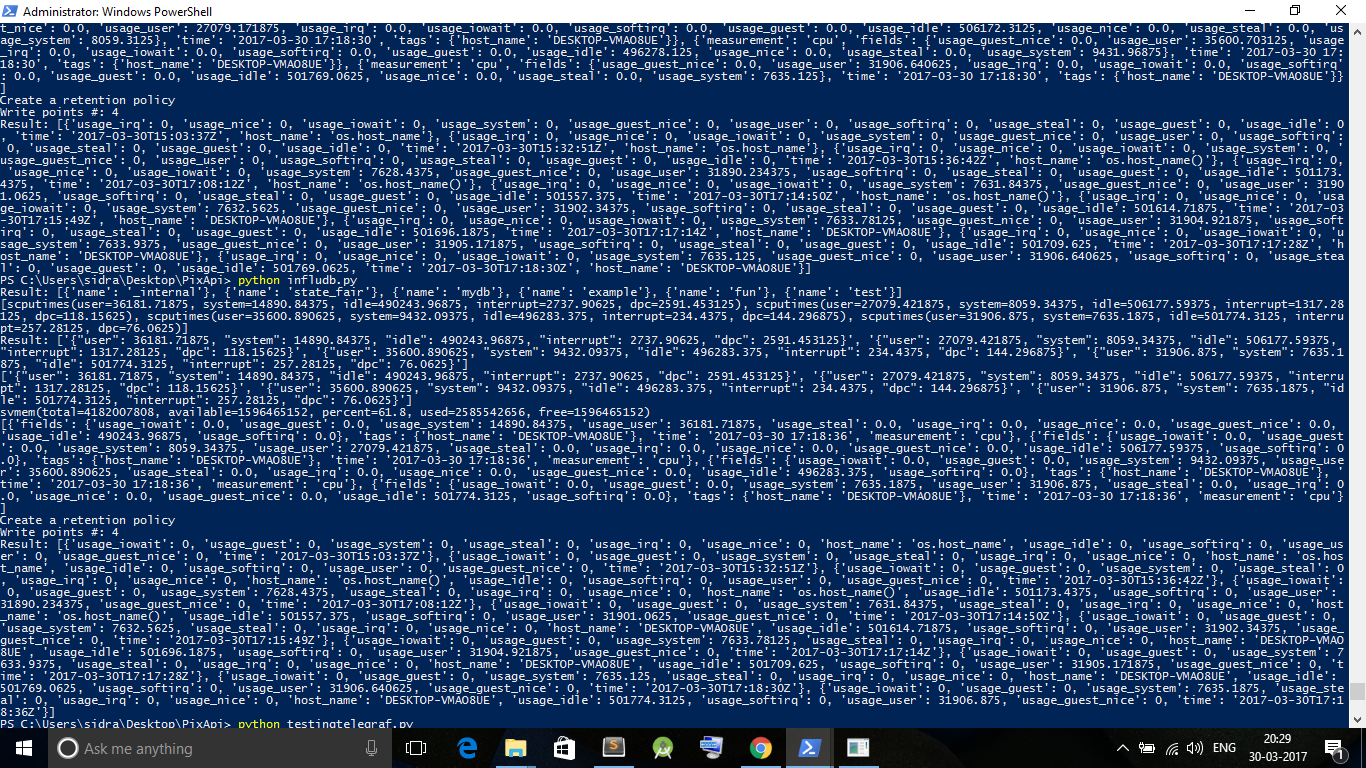 Administrator: Windows PowerShell
t_nice': 0.0, 'usage_user': 27079.171875, 'usage_irq': 0.0, 'usage_iowait': 0.0, 'usage_softirq': 0.0, 'usage_guest': 0.0, 'usage_idle': 506172.3125, 'usage_nice': 0.0, 'usage_steal': 0.0, 'us
age_system': 8059.3125}, 'time': '2017-03-30 17:18:30', 'tags': {'host_name': 'DESKTOP-VMAO8UE'}}, {'measurement': 'cpu', 'fields': {'usage_guest_nice': 0.0, 'usage_user': 35600.703125, 'usage
_irq': 0.0, 'usage_iowait': 0.0, 'usage_softirq': 0.0, 'usage_guest': 0.0, 'usage_idle': 496278.125, 'usage_nice': 0.0, 'usage_steal': 0.0, 'usage_system': 9431.96875}, 'time': '2017-03-30 17:
18:30', 'tags': {'host_name': 'DESKTOP-VMAO8UE'}}, {'measurement': 'cpu', 'fields': {'usage_guest_nice': 0.0, 'usage_user': 31906.640625, 'usage_irq': 0.0, 'usage_iowait': 0.0, 'usage_softirq'
: 0.0, 'usage_guest': 0.0, 'usage_idle': 501769.0625, 'usage_nice': 0.0, 'usage_steal': 0.0, 'usage_system': 7635.125}, 'time': '2017-03-30 17:18:30', 'tags': {'host_name': 'DESKTOP-VMAO8UE'}}
]
Create a retention policy
Write points #: 4
Result: [{'usage_irq': 0, 'usage_nice': 0, 'usage_iowait': 0, 'usage_system': 0, 'usage_guest_nice': 0, 'usage_user': 0, 'usage_softirq': 0, 'usage_steal': 0, 'usage_guest': 0, 'usage_idle': 0
, 'time': '2017-03-30T15:03:37Z', 'host_name': 'os.host_name'}, {'usage_irq': 0, 'usage_nice': 0, 'usage_iowait': 0, 'usage_system': 0, 'usage_guest_nice': 0, 'usage_user': 0, 'usage_softirq':
0, 'usage_steal': 0, 'usage_guest': 0, 'usage_idle': 0, 'time': '2017-03-30T15:32:51Z', 'host_name': 'os.host_name'}, {'usage_irq': 0, 'usage_nice': 0, 'usage_iowait': 0, 'usage_system': 0, '
usage_guest_nice': 0, 'usage_user': 0, 'usage_softirq': 0, 'usage_steal': 0, 'usage_guest': 0, 'usage_idle': 0, 'time': '2017-03-30T15:36:42Z', 'host_name': 'os.host_name()'}, {'usage_irq': 0,
'usage_nice': 0, 'usage_iowait': 0, 'usage_system': 7628.4375, 'usage_guest_nice': 0, 'usage_user': 31890.234375, 'usage_softirq': 0, 'usage_steal': 0, 'usage_guest': 0, 'usage_idle': 501173.
4375, 'time': '2017-03-30T17:08:12Z', 'host_name': 'os.host_name()'}, {'usage_irq': 0, 'usage_nice': 0, 'usage_iowait': 0, 'usage_system': 7631.84375, 'usage_guest_nice': 0, 'usage_user': 3190
1.0625, 'usage_softirq': 0, 'usage_steal': 0, 'usage_guest': 0, 'usage_idle': 501557.375, 'time': '2017-03-30T17:14:50Z', 'host_name': 'os.host_name()'}, {'usage_irq': 0, 'usage_nice': 0, 'usa
ge_iowait': 0, 'usage_system': 7632.5625, 'usage_guest_nice': 0, 'usage_user': 31902.34375, 'usage_softirq': 0, 'usage_steal': 0, 'usage_guest': 0, 'usage_idle': 501614.71875, 'time': '2017-03
-30T17:15:49Z', 'host_name': 'DESKTOP-VMAO8UE'}, {'usage_irq': 0, 'usage_nice': 0, 'usage_iowait': 0, 'usage_system': 7633.78125, 'usage_guest_nice': 0, 'usage_user': 31904.921875, 'usage_soft
irq': 0, 'usage_steal': 0, 'usage_guest': 0, 'usage_idle': 501696.1875, 'time': '2017-03-30T17:17:14Z', 'host_name': 'DESKTOP-VMAO8UE'}, {'usage_irq': 0, 'usage_nice': 0, 'usage_iowait': 0, 'u
sage_system': 7633.9375, 'usage_guest_nice': 0, 'usage_user': 31905.171875, 'usage_softirq': 0, 'usage_steal': 0, 'usage_guest': 0, 'usage_idle': 501709.625, 'time': '2017-03-30T17:17:28Z', 'h
ost_name': 'DESKTOP-VMAO8UE'}, {'usage_irq': 0, 'usage_nice': 0, 'usage_iowait': 0, 'usage_system': 7635.125, 'usage_guest_nice': 0, 'usage_user': 31906.640625, 'usage_softirq': 0, 'usage_stea
l': 0, 'usage_guest': 0, 'usage_idle': 501769.0625, 'time': '2017-03-30T17:18:30Z', 'host_name': 'DESKTOP-VMAO8UE'}]
PS C:\Users\sidra\Desktop\PixApi> python infludb.py
Result: [{'name': '_internal'}, {'name': 'state_fair'}, {'name': 'mydb'}, {'name': 'example'}, {'name': 'fun'}, {'name': 'test'}]
[scputimes(user=36181.71875, system=14890.84375, idle=490243.96875, interrupt=2737.90625, dpc=2591.453125), scputimes(user=27079.421875, system=8059.34375, idle=506177.59375, interrupt=1317.28
125, dpc=118.15625), scputimes(user=35600.890625, system=9432.09375, idle=496283.375, interrupt=234.4375, dpc=144.296875), scputimes(user=31906.875, system=7635.1875, idle=501774.3125, interru
pt=257.28125, dpc=76.0625)]
Result: ['{"user": 36181.71875, "system": 14890.84375, "idle": 490243.96875, "interrupt": 2737.90625, "dpc": 2591.453125}', '{"user": 27079.421875, "system": 8059.34375, "idle": 506177.59375,
"interrupt": 1317.28125, "dpc": 118.15625}', '{"user": 35600.890625, "system": 9432.09375, "idle": 496283.375, "interrupt": 234.4375, "dpc": 144.296875}', '{"user": 31906.875, "system": 7635.1
875, "idle": 501774.3125, "interrupt": 257.28125, "dpc": 76.0625}']
['{"user": 36181.71875, "system": 14890.84375, "idle": 490243.96875, "interrupt": 2737.90625, "dpc": 2591.453125}', '{"user": 27079.421875, "system": 8059.34375, "idle": 506177.59375, "interru
pt": 1317.28125, "dpc": 118.15625}', '{"user": 35600.890625, "system": 9432.09375, "idle": 496283.375, "interrupt": 234.4375, "dpc": 144.296875}', '{"user": 31906.875, "system": 7635.1875, "id
le": 501774.3125, "interrupt": 257.28125, "dpc": 76.0625}']
svmem(total=4182007808, available=1596465152, percent=61.8, used=2585542656, free=1596465152)
[{'fields': {'usage_iowait': 0.0, 'usage_guest': 0.0, 'usage_system': 14890.84375, 'usage_user': 36181.71875, 'usage_steal': 0.0, 'usage_irq': 0.0, 'usage_nice': 0.0, 'usage_guest_nice': 0.0,
'usage_idle': 490243.96875, 'usage_softirq': 0.0}, 'tags': {'host_name': 'DESKTOP-VMAO8UE'}, 'time': '2017-03-30 17:18:36', 'measurement': 'cpu'}, {'fields': {'usage_iowait': 0.0, 'usage_guest
': 0.0, 'usage_system': 8059.34375, 'usage_user': 27079.421875, 'usage_steal': 0.0, 'usage_irq': 0.0, 'usage_nice': 0.0, 'usage_guest_nice': 0.0, 'usage_idle': 506177.59375, 'usage_softirq': 0
.0}, 'tags': {'host_name': 'DESKTOP-VMAO8UE'}, 'time': '2017-03-30 17:18:36', 'measurement': 'cpu'}, {'fields': {'usage_iowait': 0.0, 'usage_guest': 0.0, 'usage_system': 9432.09375, 'usage_use
r': 35600.890625, 'usage_steal': 0.0, 'usage_irq': 0.0, 'usage_nice': 0.0, 'usage_guest_nice': 0.0, 'usage_idle': 496283.375, 'usage_softirq': 0.0}, 'tags': {'host_name': 'DESKTOP-VMAO8UE'}, '
time': '2017-03-30 17:18:36', 'measurement': 'cpu'}, {'fields': {'usage_iowait': 0.0, 'usage_guest': 0.0, 'usage_system': 7635.1875, 'usage_user': 31906.875, 'usage_steal': 0.0, 'usage_irq': 0
.0, 'usage_nice': 0.0, 'usage_guest_nice': 0.0, 'usage_idle': 501774.3125, 'usage_softirq': 0.0}, 'tags': {'host_name': 'DESKTOP-VMAO8UE'}, 'time': '2017-03-30 17:18:36', 'measurement': 'cpu'}
]
Create a retention policy
Write points #: 4
Result: [{'usage_iowait': 0, 'usage_guest': 0, 'usage_system': 0, 'usage_steal': 0, 'usage_irq': 0, 'usage_nice': 0, 'host_name': 'os.host_name', 'usage_idle': 0, 'usage_softirq': 0, 'usage_us
er': 0, 'usage_guest_nice': 0, 'time': '2017-03-30T15:03:37Z'}, {'usage_iowait': 0, 'usage_guest': 0, 'usage_system': 0, 'usage_steal': 0, 'usage_irq': 0, 'usage_nice': 0, 'host_name': 'os.hos
t_name', 'usage_idle': 0, 'usage_softirq': 0, 'usage_user': 0, 'usage_guest_nice': 0, 'time': '2017-03-30T15:32:51Z'}, {'usage_iowait': 0, 'usage_guest': 0, 'usage_system': 0, 'usage_steal': 0
, 'usage_irq': 0, 'usage_nice': 0, 'host_name': 'os.host_name()', 'usage_idle': 0, 'usage_softirq': 0, 'usage_user': 0, 'usage_guest_nice': 0, 'time': '2017-03-30T15:36:42Z'}, {'usage_iowait':
0, 'usage_guest': 0, 'usage_system': 7628.4375, 'usage_steal': 0, 'usage_irq': 0, 'usage_nice': 0, 'host_name': 'os.host_name()', 'usage_idle': 501173.4375, 'usage_softirq': 0, 'usage_user':
31890.234375, 'usage_guest_nice': 0, 'time': '2017-03-30T17:08:12Z'}, {'usage_iowait': 0, 'usage_guest': 0, 'usage_system': 7631.84375, 'usage_steal': 0, 'usage_irq': 0, 'usage_nice': 0, 'host
_name': 'os.host_name()', 'usage_idle': 501557.375, 'usage_softirq': 0, 'usage_user': 31901.0625, 'usage_guest_nice': 0, 'time': '2017-03-30T17:14:50Z'}, {'usage_iowait': 0, 'usage_guest': 0,
'usage_system': 7632.5625, 'usage_steal': 0, 'usage_irq': 0, 'usage_nice': 0, 'host_name': 'DESKTOP-VMAO8UE', 'usage_idle': 501614.71875, 'usage_softirq': 0, 'usage_user': 31902.34375, 'usage_
guest_nice': 0, 'time': '2017-03-30T17:15:49Z'}, {'usage_iowait': 0, 'usage_guest': 0, 'usage_system': 7633.78125, 'usage_steal': 0, 'usage_irq': 0, 'usage_nice': 0, 'host_name': 'DESKTOP-VMAO
8UE', 'usage_idle': 501696.1875, 'usage_softirq': 0, 'usage_user': 31904.921875, 'usage_guest_nice': 0, 'time': '2017-03-30T17:17:14Z'}, {'usage_iowait': 0, 'usage_guest': 0, 'usage_system': 7
633.9375, 'usage_steal': 0, 'usage_irq': 0, 'usage_nice': 0, 'host_name': 'DESKTOP-VMAO8UE', 'usage_idle': 501709.625, 'usage_softirq': 0, 'usage_user': 31905.171875, 'usage_guest_nice': 0, 't
ime': '2017-03-30T17:17:28Z'}, {'usage_iowait': 0, 'usage_guest': 0, 'usage_system': 7635.125, 'usage_steal': 0, 'usage_irq': 0, 'usage_nice': 0, 'host_name': 'DESKTOP-VMAO8UE', 'usage_idle':
501769.0625, 'usage_softirq': 0, 'usage_user': 31906.640625, 'usage_guest_nice': 0, 'time': '2017-03-30T17:18:30Z'}, {'usage_iowait': 0, 'usage_guest': 0, 'usage_system': 7635.1875, 'usage_ste
al': 0, 'usage_irq': 0, 'usage_nice': 0, 'host_name': 'DESKTOP-VMAO8UE', 'usage_idle': 501774.3125, 'usage_softirq': 0, 'usage_user': 31906.875, 'usage_guest_nice': 0, 'time': '2017-03-30T17:1
8:36Z'}]
PS C:\Users\sidra\Desktop\PixApi> python testingtelegraf.py
Ask me anything
ENG
20:29
30-03-2017
1